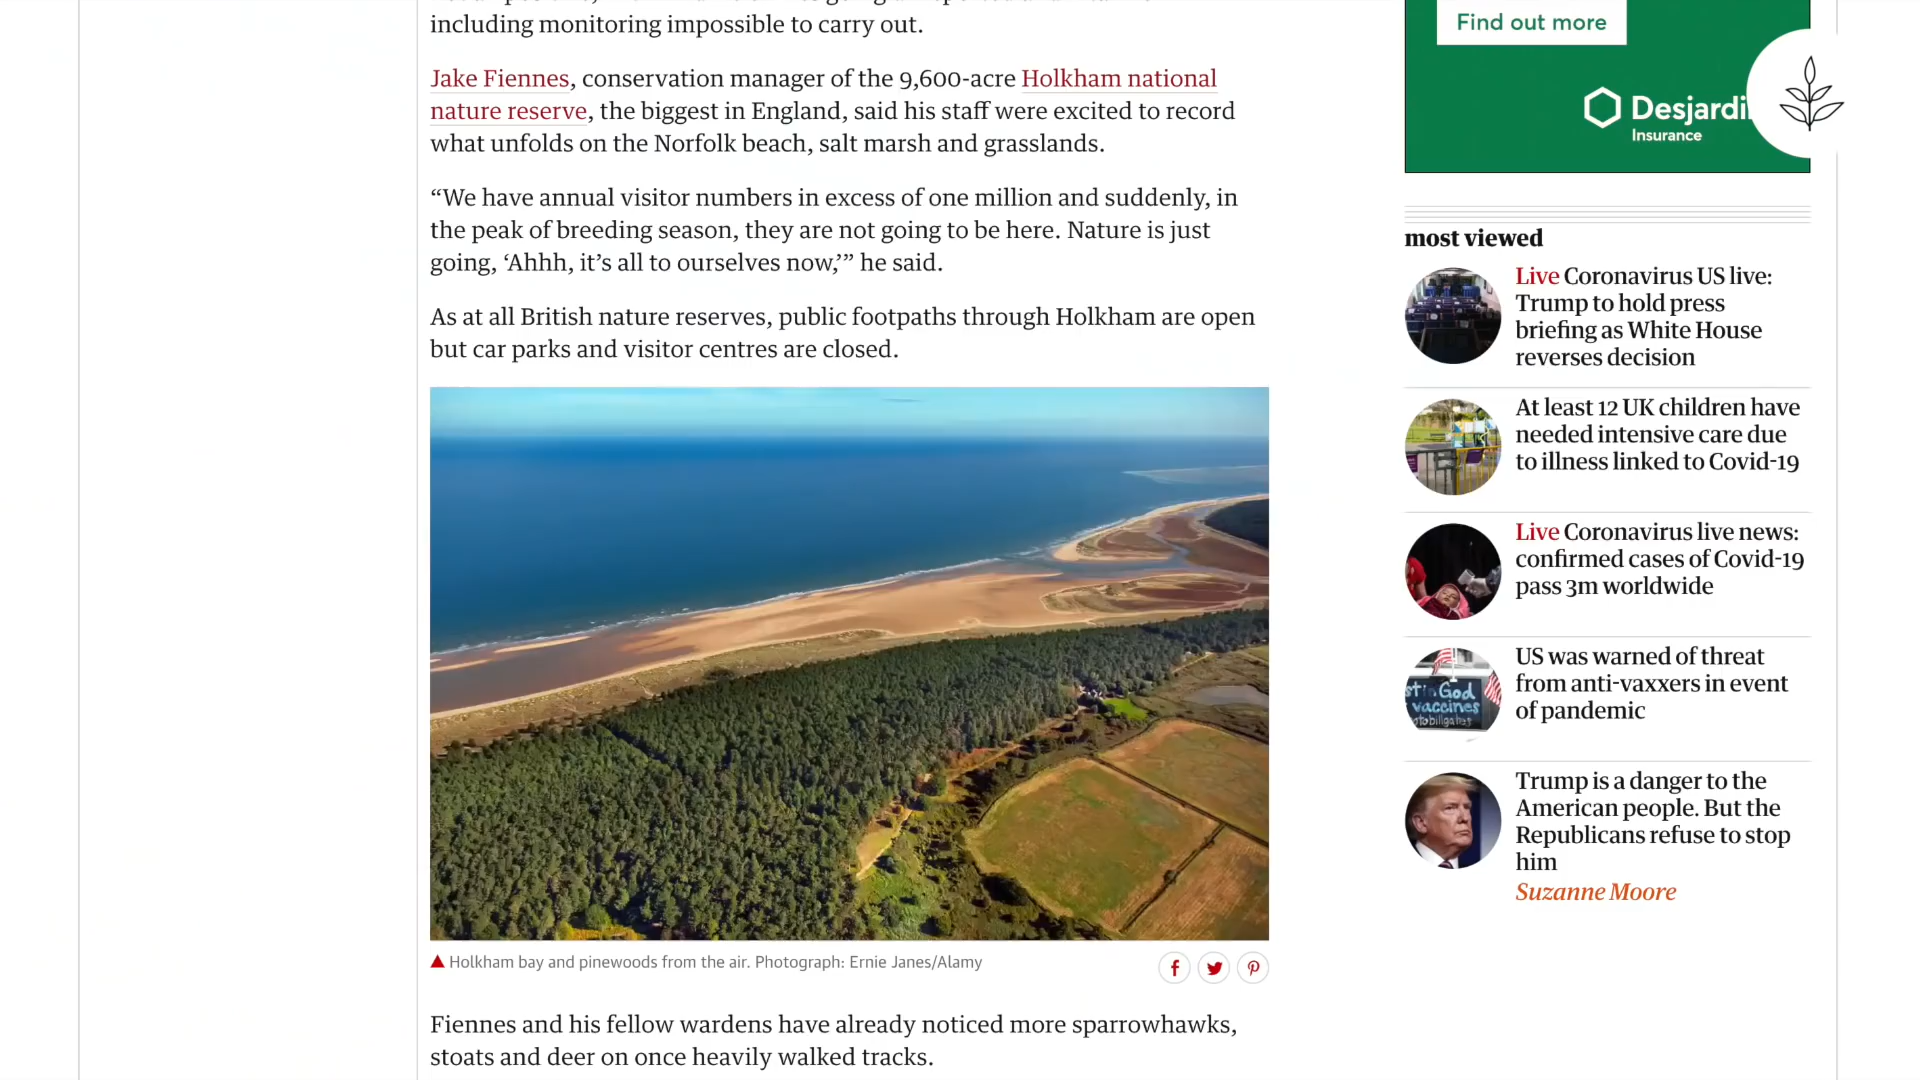 including monitoring impossible to carry out.
Jake Fiennes, conservation manager of the 9,600-acre Holkham national
nature reserve, the biggest in England, said his staff were excited to record
what unfolds on the Norfolk beach, salt marsh and grasslands.
“We have annual visitor numbers in excess of one million and suddenly, in
the peak of breeding season, they are not going to be here. Nature is just
going, ‘Ahhh, it’s all to ourselves now,’” he said.
As at all British nature reserves, public footpaths through Holkham are open
but car parks and visitor centres are closed.
▲ Holkham bay and pinewoods from the air. Photograph: Ernie Janes/Alamy
Fiennes and his fellow wardens have already noticed more sparrowhawks,
stoats and deer on once heavily walked tracks.
Find out more
Desjardi
Insurance
most viewed
Live Coronavirus US live:
Trump to hold press
briefing as White House
reverses decision
At least 12 UK children have
needed intensive care due
to illness linked to Covid-19
Live Coronavirus live news:
confirmed cases of Covid-19
pass 3m worldwide
US was warned of threat
from anti-vaxxers in event
of pandemic
God
vaccines
Trump is a danger to the
American people. But the
Republicans refuse to stop
him
Suzanne Moore